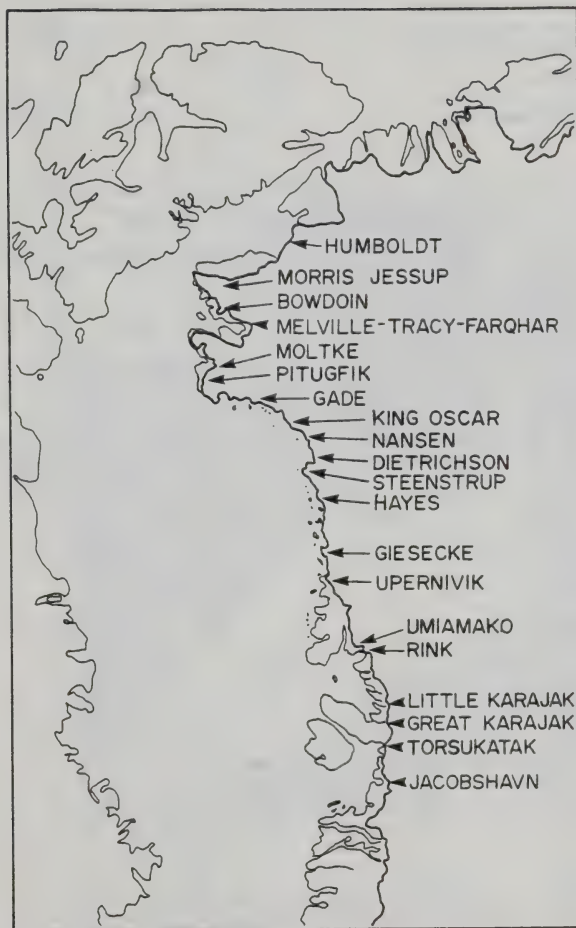 HUMBOLDT
MORRIS JESSUP
BOWDOIN
MELVILLE-TRACY-FARQHAR
MOLTKE
PITUGFIK
GADE
KING OSCAR
NANSEN
DIETRICHSON
STEENSTRUP
HAYES
GIESECKE
UPERNIVIK
UMIAMAKO
RINK
LITTLE KARAJAK
GREAT KARAJAK
TORSUKATAK
JACOBSHAVN